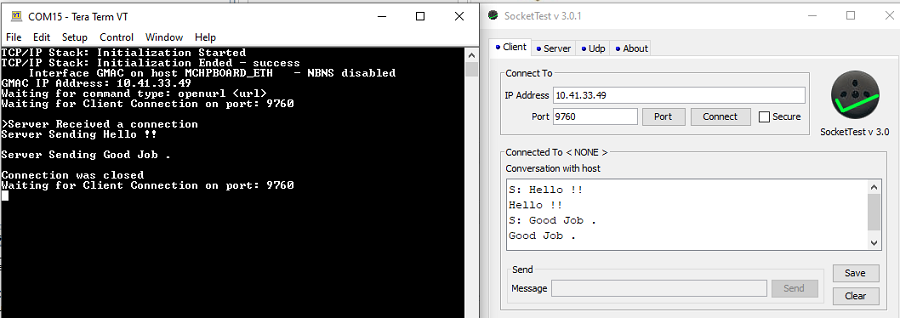 COM15 - Tera Term VT
File Edit Setup Control Window Help
TCP/IP Stack: Initialization Started
TCP/IP Stack: Initialization Ended - success
Interface GMAC on host MCHPBOARD_ETH - NBNS disabled
GMAC IP Address: 10.41.33.49
Waiting for command type: openurl <url>
Waiting for Client Connection on port: 9760
>Server Received a connection
Server Sending Hello !!
Server Sending Good Job .
Connection was closed
Waiting for Client Connection on port: 9760
SocketTest v 3.0.1
Client Server Udp About
Connect To
IP Address 10.41.33.49
Port 9760 Port Connect Secure
SocketTest v 3.0
Connected To < NONE >
Conversation with host
S: Hello !!
Hello !!
S: Good Job .
Good Job .
Send
Message Send
Save
Clear